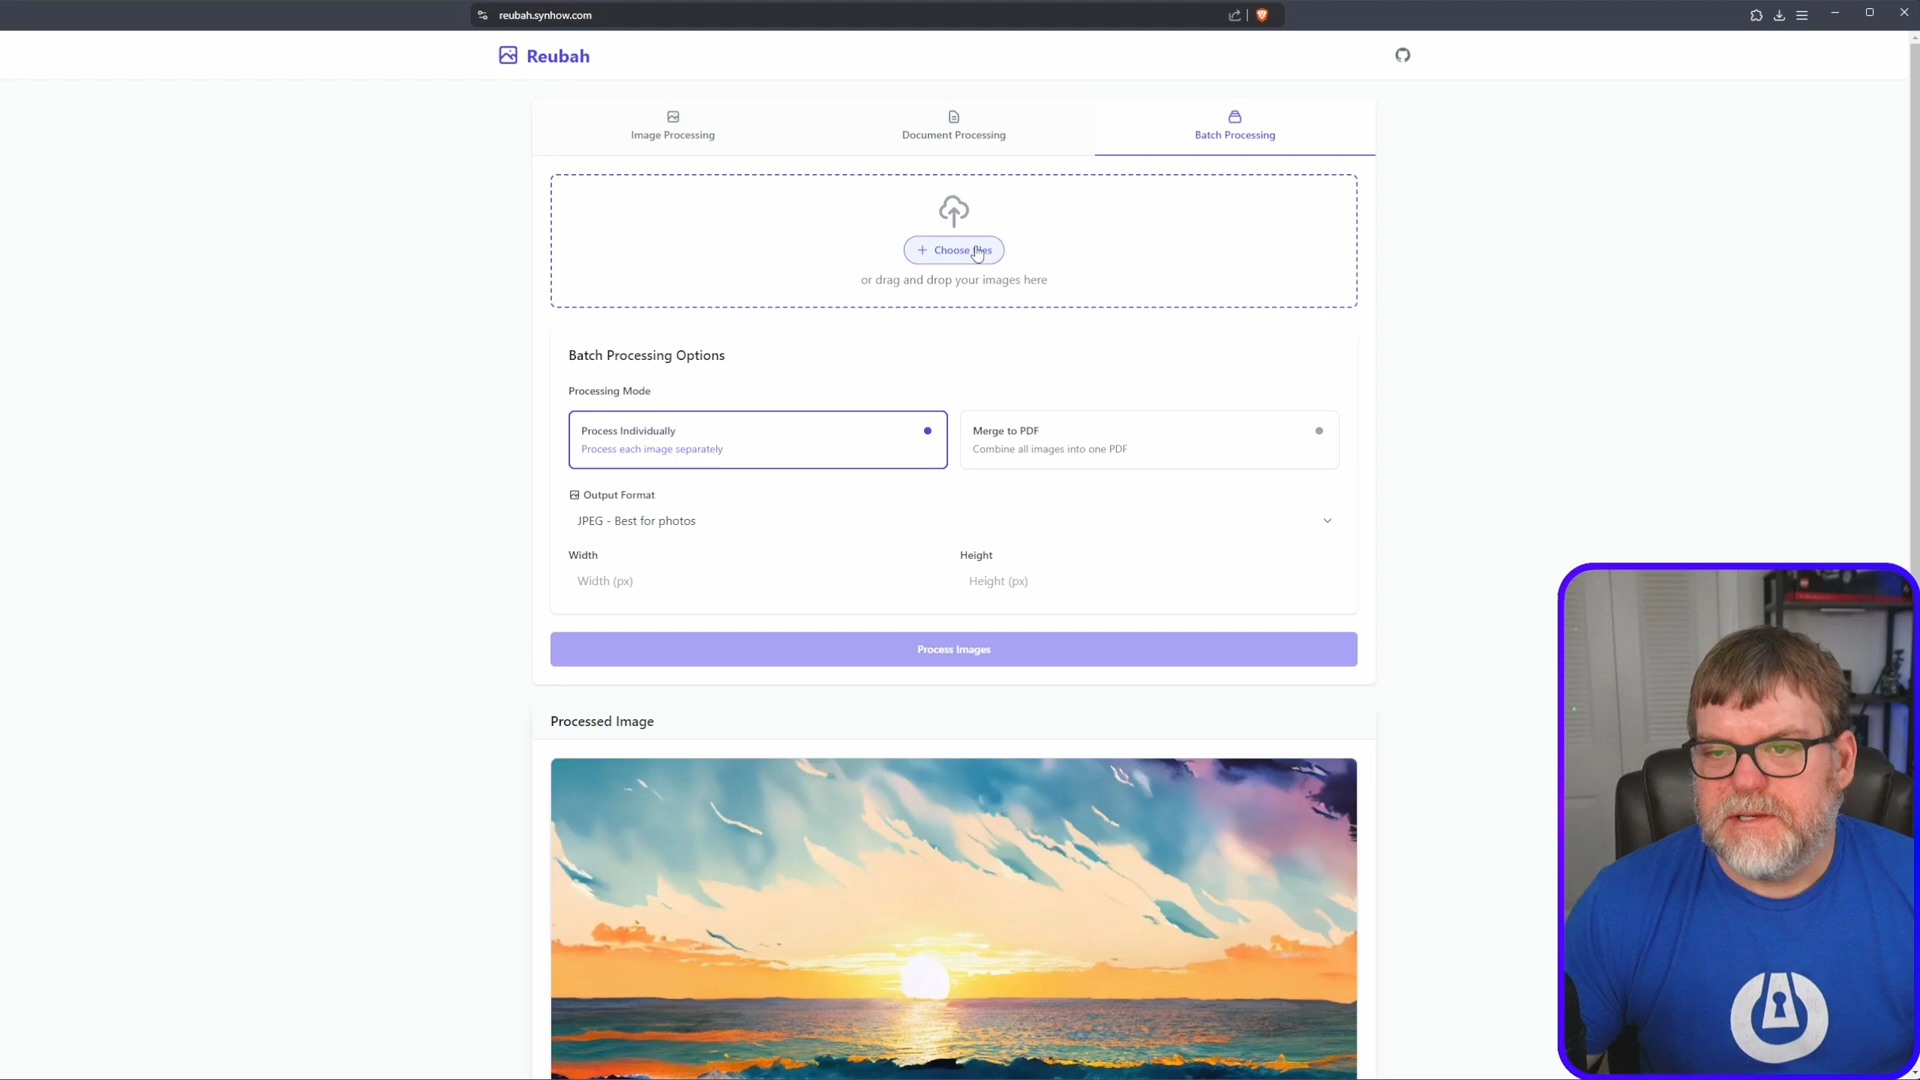 reubah.synhow.com
Reubah
Image Processing
Document Processing
Batch Processing
+ Choose files
or drag and drop your images here
Batch Processing Options
Processing Mode
Process Individually
Process each image separately
Merge to PDF
Combine all images into one PDF
Output Format
JPEG - Best for photos
Width
Height
Width (px)
Height (px)
Process Images
Processed Image